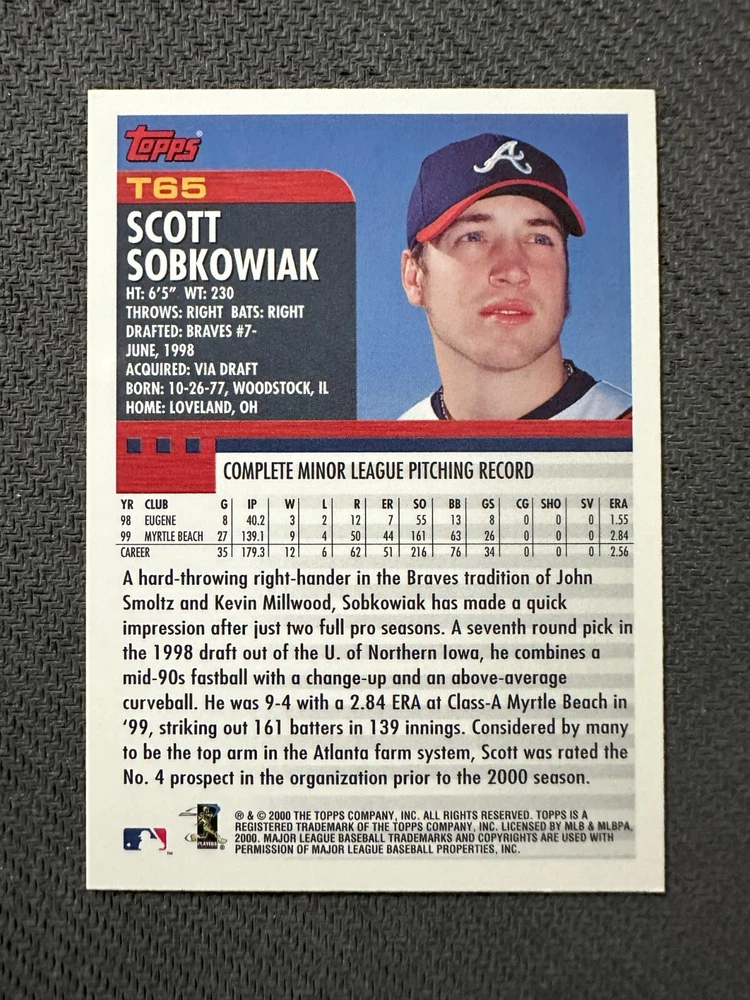 Topps®
T65
SCOTT
SOBKOWIAK
HT: 6'5" WT: 230
THROWS: RIGHT BATS: RIGHT
DRAFTED: BRAVES #7-
JUNE, 1998
ACQUIRED: VIA DRAFT
BORN: 10-26-77, WOODSTOCK, IL
HOME: LOVELAND, OH
A
COMPLETE MINOR LEAGUE PITCHING RECORD
YR CLUB G IP W L R ER SO BB GS CG SHO SV ERA
98 EUGENE 8 40.2 3 2 12 7 55 13 8 0 0 0 1.55
99 MYRTLE BEACH 27 139.1 9 4 50 44 161 63 26 0 0 0 2.84
CAREER 35 179.3 12 6 62 51 216 76 34 0 0 0 2.56
A hard-throwing right-hander in the Braves tradition of John
Smoltz and Kevin Millwood, Sobkowiak has made a quick
impression after just two full pro seasons. A seventh round pick in
the 1998 draft out of the U. of Northern Iowa, he combines a
mid-90s fastball with a change-up and an above-average
curveball. He was 9-4 with a 2.84 ERA at Class-A Myrtle Beach in
'99, striking out 161 batters in 139 innings. Considered by many
to be the top arm in the Atlanta farm system, Scott was rated the
No. 4 prospect in the organization prior to the 2000 season.
™
PLAYERS ®
® & © 2000 THE TOPPS COMPANY, INC. ALL RIGHTS RESERVED. TOPPS IS A
REGISTERED TRADEMARK OF THE TOPPS COMPANY, INC. LICENSED BY MLB & MLBPA,
2000. MAJOR LEAGUE BASEBALL TRADEMARKS AND COPYRIGHTS ARE USED WITH
PERMISSION OF MAJOR LEAGUE BASEBALL PROPERTIES, INC.